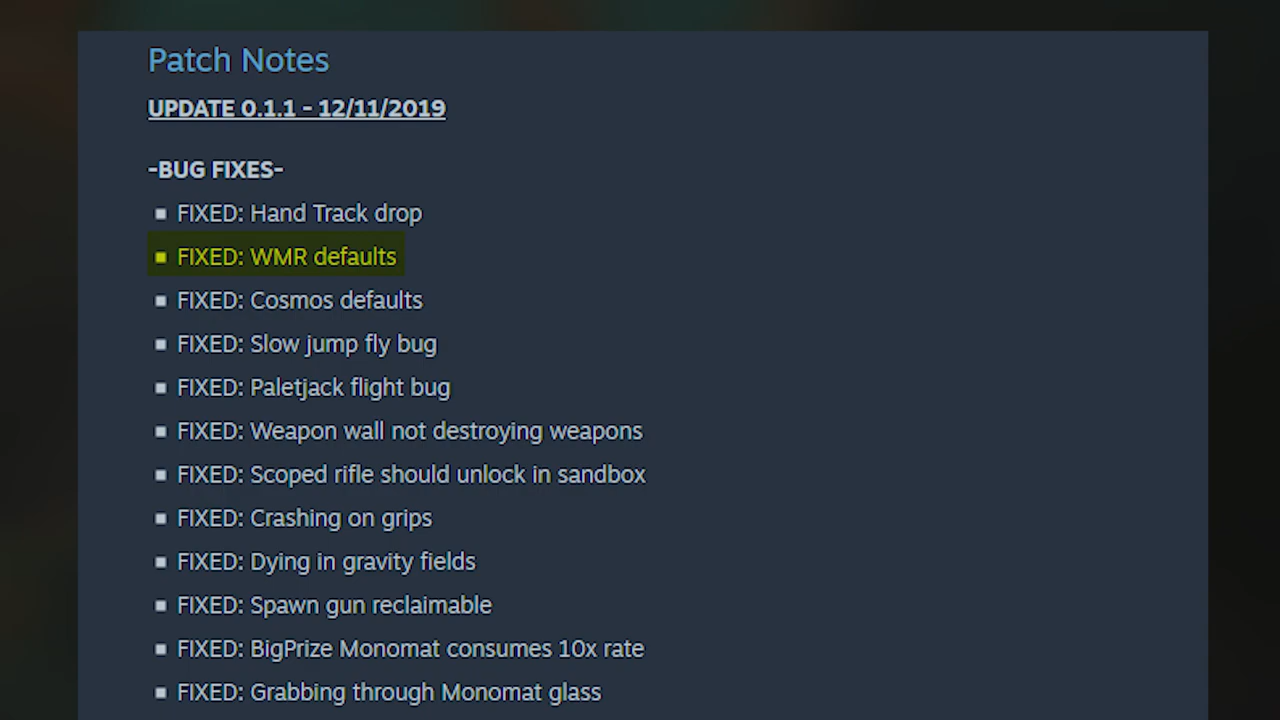 Patch Notes
UPDATE 0.1.1 - 12/11/2019
-BUG FIXES-
▪ FIXED: Hand Track drop
▪ FIXED: WMR defaults
▪ FIXED: Cosmos defaults
▪ FIXED: Slow jump fly bug
▪ FIXED: Paletjack flight bug
▪ FIXED: Weapon wall not destroying weapons
▪ FIXED: Scoped rifle should unlock in sandbox
▪ FIXED: Crashing on grips
▪ FIXED: Dying in gravity fields
▪ FIXED: Spawn gun reclaimable
▪ FIXED: BigPrize Monomat consumes 10x rate
▪ FIXED: Grabbing through Monomat glass